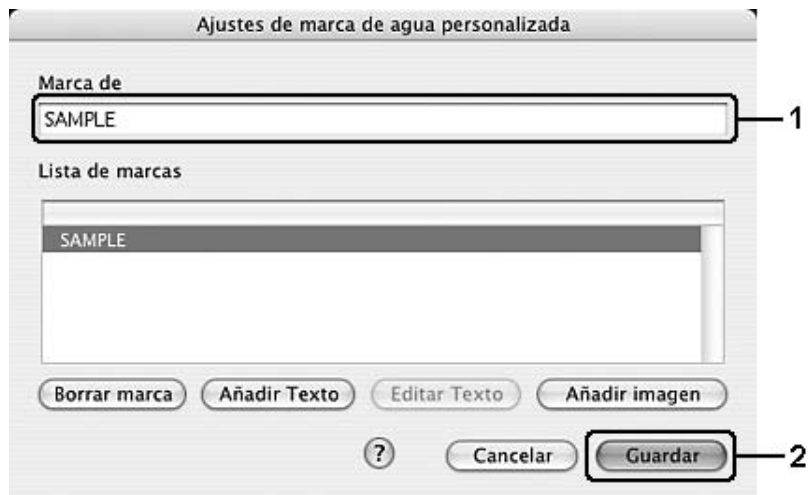 Ajustes de marca de agua personalizada
Marca de
SAMPLE
1
Lista de marcas
SAMPLE
Borrar marca Añadir Texto Editar Texto Añadir imagen
? Cancelar Guardar
2